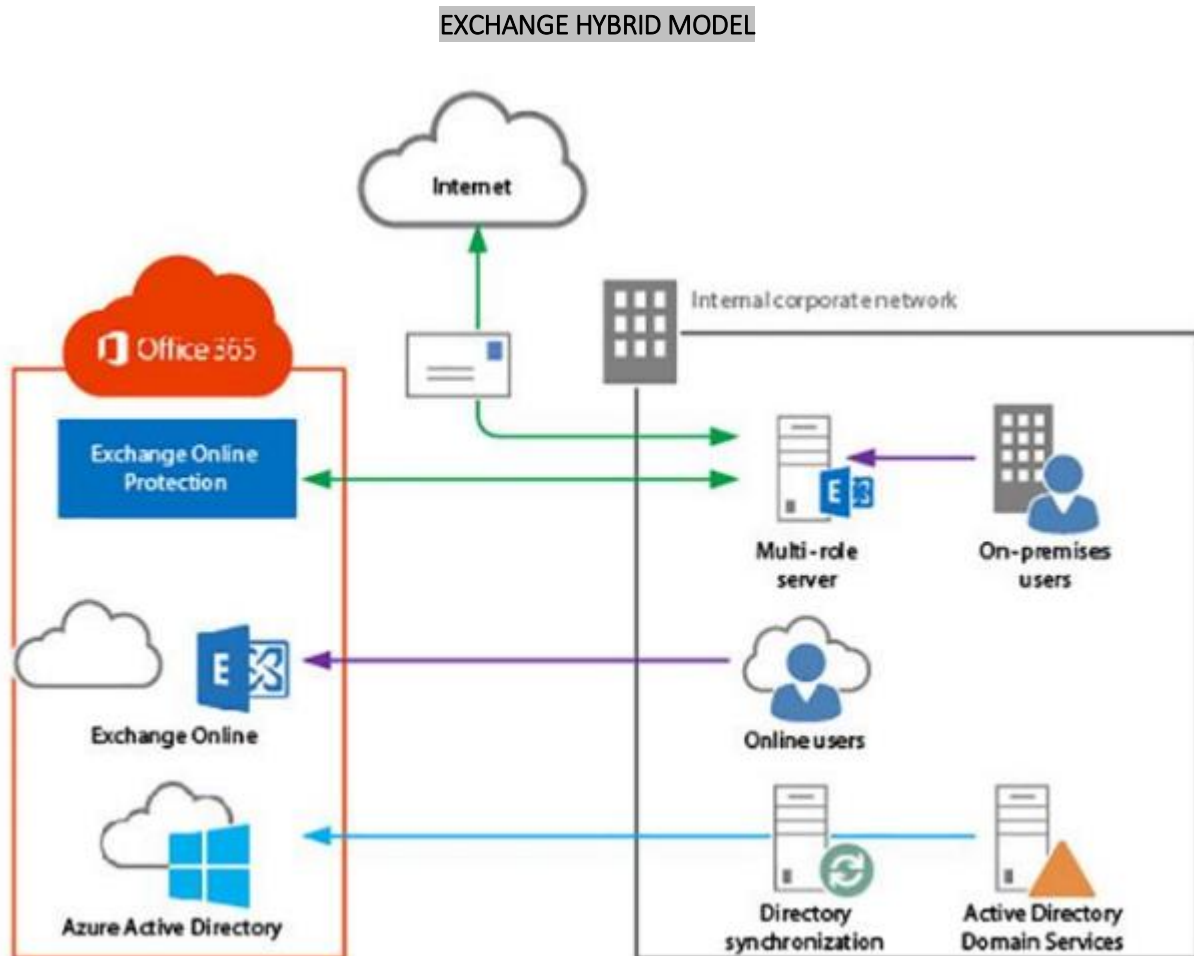 EXCHANGE HYBRID MODEL
Internet
Internal corporate network
Office 365
Exchange Online
Protection
E
Multi-role
server
On-premises
users
E
Exchange Online
Online users
Azure Active Directory
Directory
synchronization
Active Directory
Domain Services